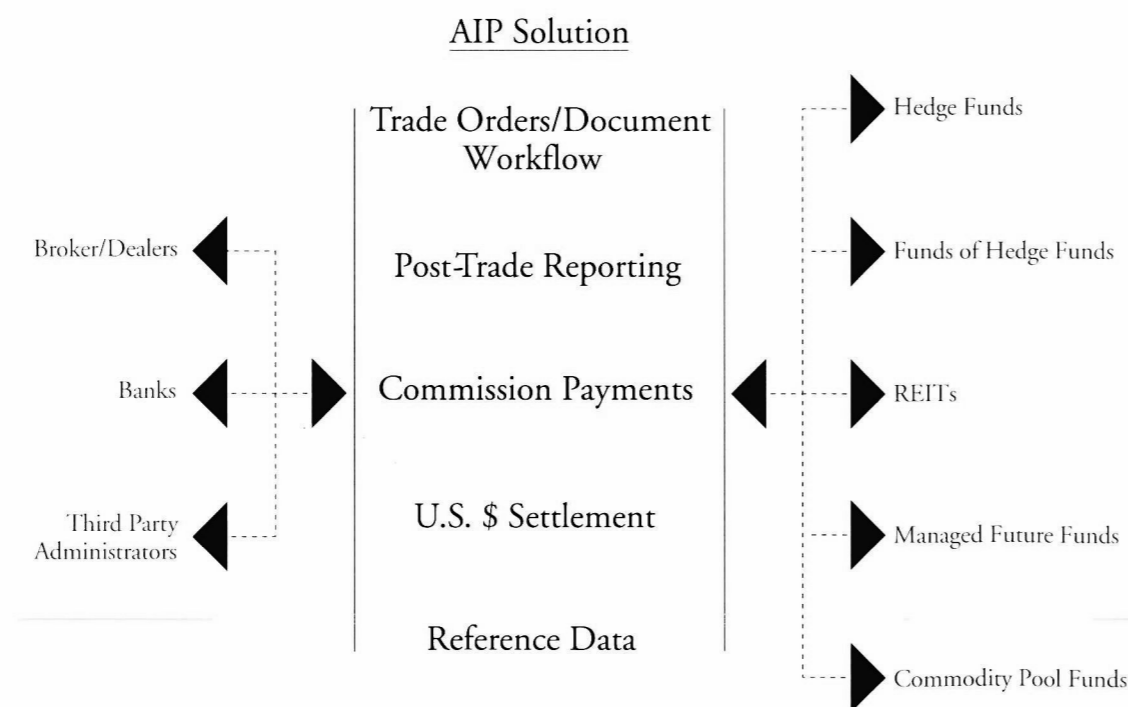 AIP Solution
Trade Orders/Document
Workflow
Post-Trade Reporting
Commission Payments
U.S. $ Settlement
Reference Data
Broker/Dealers
Banks
Third Party
Administrators
Hedge Funds
Funds of Hedge Funds
REITs
Managed Future Funds
Commodity Pool Funds